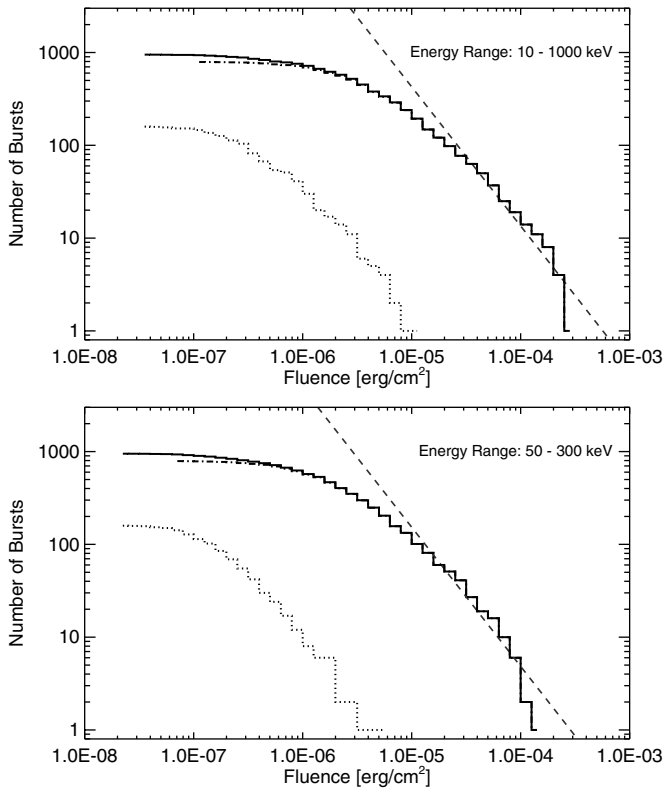 Energy Range: 10 - 1000 keV
Number of Bursts
1000
100
10
1
1.0E-08 1.0E-07 1.0E-06 1.0E-05 1.0E-04 1.0E-03
Fluence [erg/cm²]
Energy Range: 50 - 300 keV
Number of Bursts
1000
100
10
1
1.0E-08 1.0E-07 1.0E-06 1.0E-05 1.0E-04 1.0E-03
Fluence [erg/cm²]